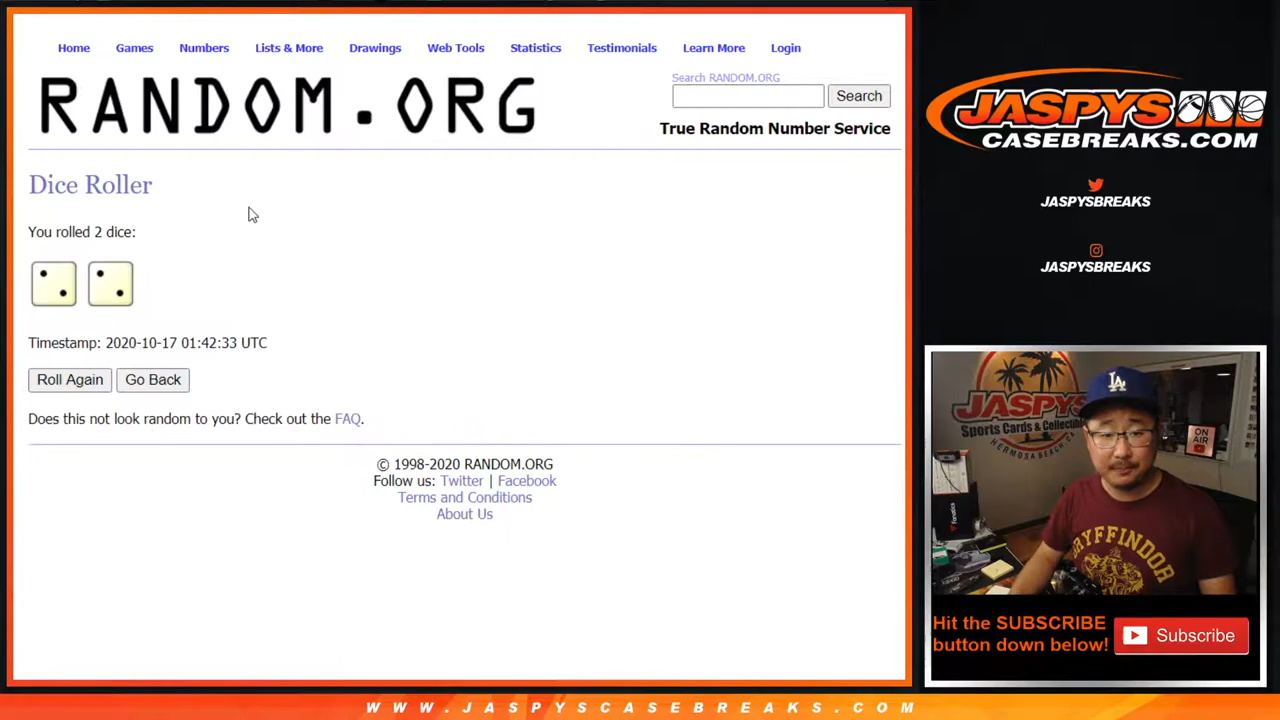 Home Games Numbers Lists & More Drawings Web Tools Statistics Testimonials Learn More Login
RANDOM.ORG
Search RANDOM.ORG
Search
True Random Number Service
Dice Roller
You rolled 2 dice:
Timestamp: 2020-10-17 01:42:33 UTC
Roll Again Go Back
Does this not look random to you? Check out the FAQ.
© 1998-2020 RANDOM.ORG
Follow us: Twitter | Facebook
Terms and Conditions
About Us
JASPYS
CASEBREAKS.COM
JASPYSBREAKS
JASPYSBREAKS
JASPYS
Sports Cards & Collectibles
HERMOSA BEACH
LA
ON
AIR
Fanatics
GRYFFINDOR
Hit the SUBSCRIBE
button down below!
Subscribe
WWW.JASPYSCASEBREAKS.COM